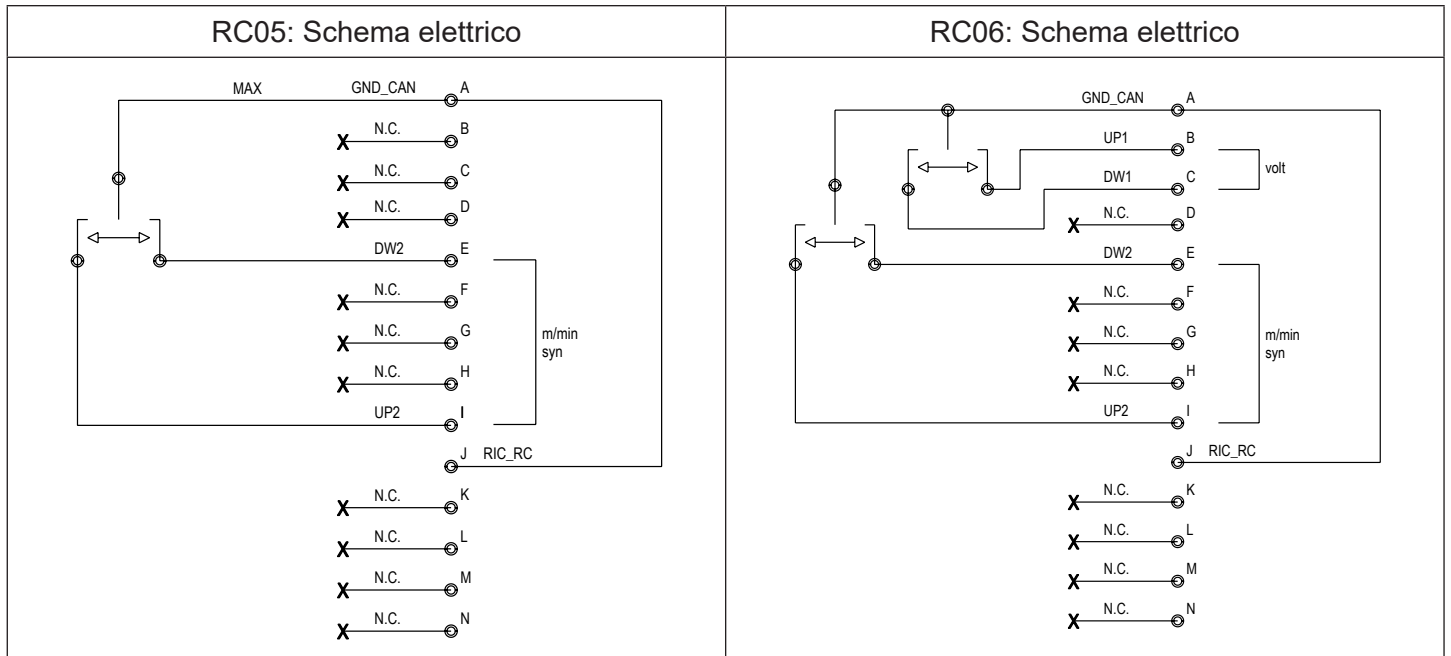 RC05: Schema elettrico
MAX GND_CAN A
N.C. B
N.C. C
N.C. D
DW2 E
N.C. F
N.C. G
m/min
syn
N.C. H
UP2 I
J RIC_RC
N.C. K
N.C. L
N.C. M
N.C. N
RC06: Schema elettrico
GND_CAN A
UP1 B
volt
DW1 C
N.C. D
DW2 E
N.C. F
N.C. G
m/min
syn
N.C. H
UP2 I
J RIC_RC
N.C. K
N.C. L
N.C. M
N.C. N